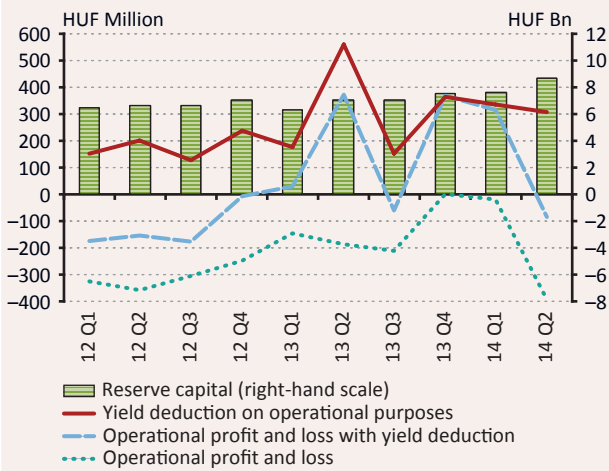 HUF Million HUF Bn
600 12
500 10
400 8
300 6
200 4
100 2
0 0
–100 –2
–200 –4
–300 –6
–400 –8
12 Q1 12 Q2 12 Q3 12 Q4 13 Q1 13 Q2 13 Q3 13 Q4 14 Q1 14 Q2
Reserve capital (right-hand scale)
Yield deduction on operational purposes
Operational profit and loss with yield deduction
Operational profit and loss